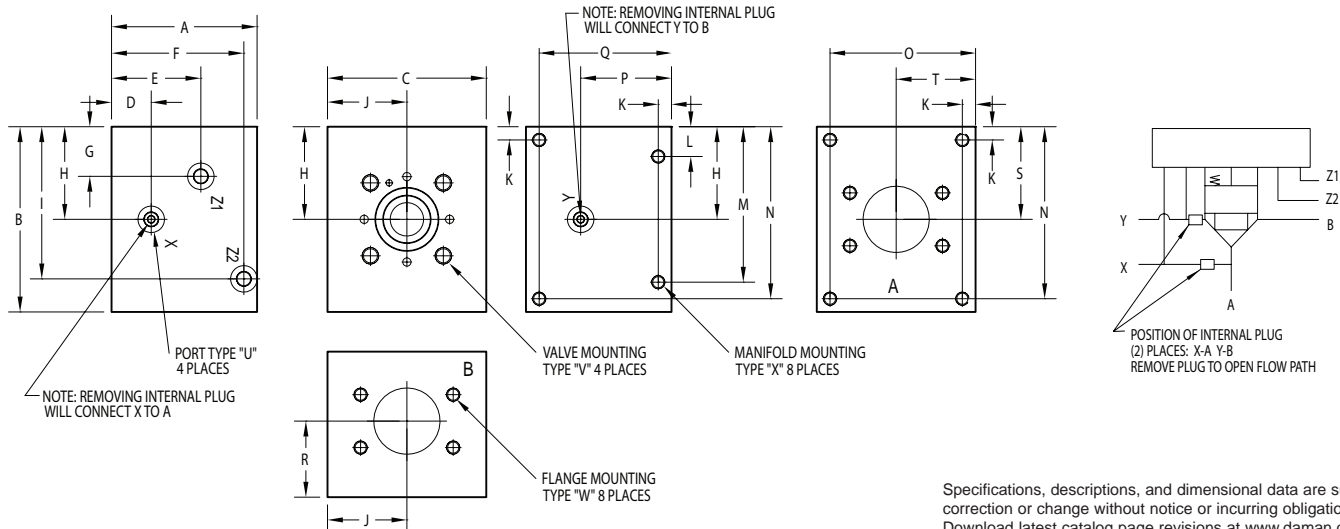 A
F
E
D
G
H
I
B
Z1
X
Z2
PORT TYPE "U"
4 PLACES
NOTE: REMOVING INTERNAL PLUG
WILL CONNECT X TO A
C
J
H
VALVE MOUNTING
TYPE "V" 4 PLACES
B
R
J
FLANGE MOUNTING
TYPE "W" 8 PLACES
NOTE: REMOVING INTERNAL PLUG
WILL CONNECT Y TO B
Q
P
K
K
L
H
M
N
Y
MANIFOLD MOUNTING
TYPE "X" 8 PLACES
O
T
K
K
S
N
A
W
Z1
Z2
Y
B
X
A
POSITION OF INTERNAL PLUG
(2) PLACES: X-A Y-B
REMOVE PLUG TO OPEN FLOW PATH
Specifications, descriptions, and dimensional data are s
correction or change without notice or incurring obligatio
Download latest catalog page revisions at www.daman.